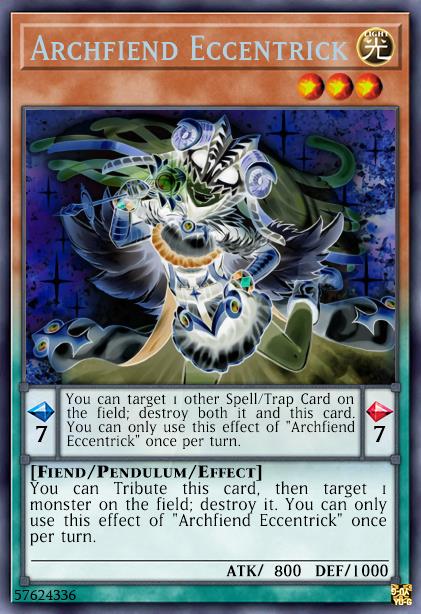 ARCHFIEND ECCENTRICK
LIGHT
光
You can target 1 other Spell/Trap Card on
the field; destroy both it and this card.
You can only use this effect of "Archfiend
Eccentrick" once per turn.
7
7
[FIEND/PENDULUM/EFFECT]
You can Tribute this card, then target 1
monster on the field; destroy it. You can only
use this effect of "Archfiend Eccentrick" once
per turn.
ATK/ 800 DEF/1000
57624336